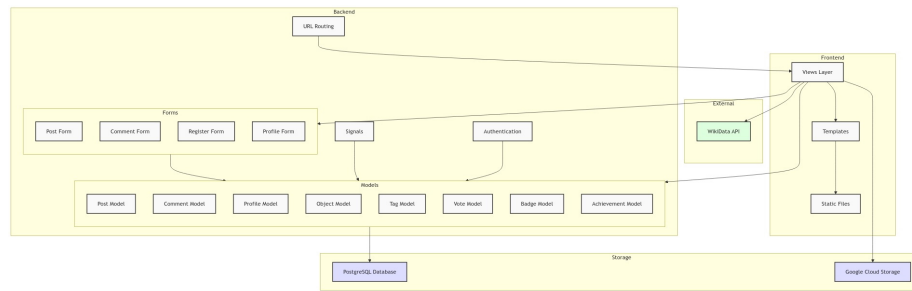 Backend
URL Routing
Frontend
Views Layer
External
Forms
Post Form
Comment Form
Register Form
Profile Form
Signals
Authentication
WikiData API
Templates
Models
Post Model
Comment Model
Profile Model
Object Model
Tag Model
Vote Model
Badge Model
Achievement Model
Static Files
Storage
PostgreSQL Database
Google Cloud Storage